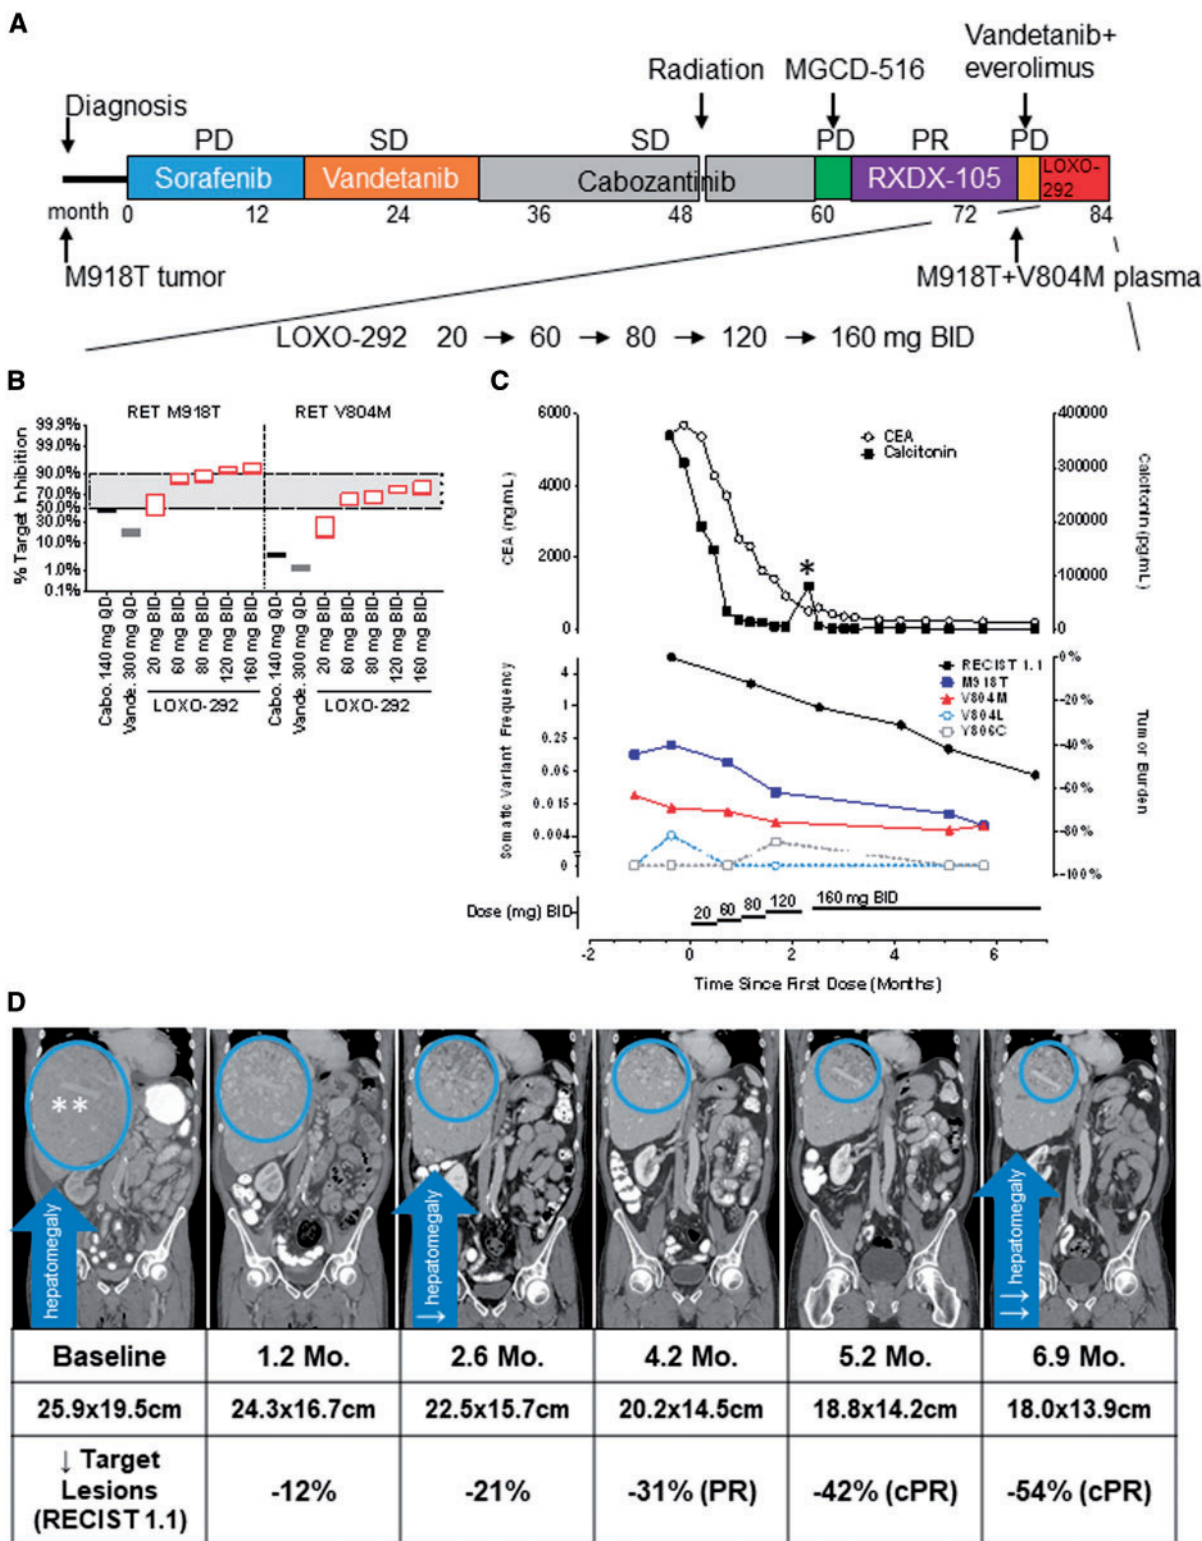 A
Vandetanib+
everolimus
Radiation MGCD-516
Diagnosis
PD SD SD PD PR PD
Sorafenib Vandetanib Cabozantinib RXDX-105 LOXO-
292
month 0 12 24 36 48 60 72 84
M918T tumor M918T+V804M plasma
LOXO-292 20 → 60 → 80 → 120 → 160 mg BID
B
RET M918T RET V804M
% Target Inhibition
99.9%
99.0%
90.0%
70.0%
50.0%
30.0%
10.0%
1.0%
0.1%
Cabo. 140 mg QD
Vande. 300 mg QD
20 mg BID
60 mg BID
80 mg BID
120 mg BID
160 mg BID
Cabo. 140 mg QD
Vande. 300 mg QD
20 mg BID
60 mg BID
80 mg BID
120 mg BID
160 mg BID
LOXO-292 LOXO-292
C
CEA (ng/mL)
6000
4000
2000
0
CEA
Calcitonin
*
400000
300000
200000
100000
0
Calcitonin (pg/mL)
Somatic Variant Frequency
4
1
0.25
0.06
0.015
0.004
0
RECIST 1.1
M918T
V804M
V804L
Y806C
0%
-20%
-40%
-60%
-80%
-100%
Tumor Burden
Dose (mg) BID 20 60 80 120 160 mg BID
-2 0 2 4 6
Time Since First Dose (Months)
D
**
hepatomegaly
↓ hepatomegaly
↓↓ hepatomegaly
Baseline 1.2 Mo. 2.6 Mo. 4.2 Mo. 5.2 Mo. 6.9 Mo.
25.9x19.5cm 24.3x16.7cm 22.5x15.7cm 20.2x14.5cm 18.8x14.2cm 18.0x13.9cm
↓ Target
Lesions
(RECIST 1.1)
-12% -21% -31% (PR) -42% (cPR) -54% (cPR)